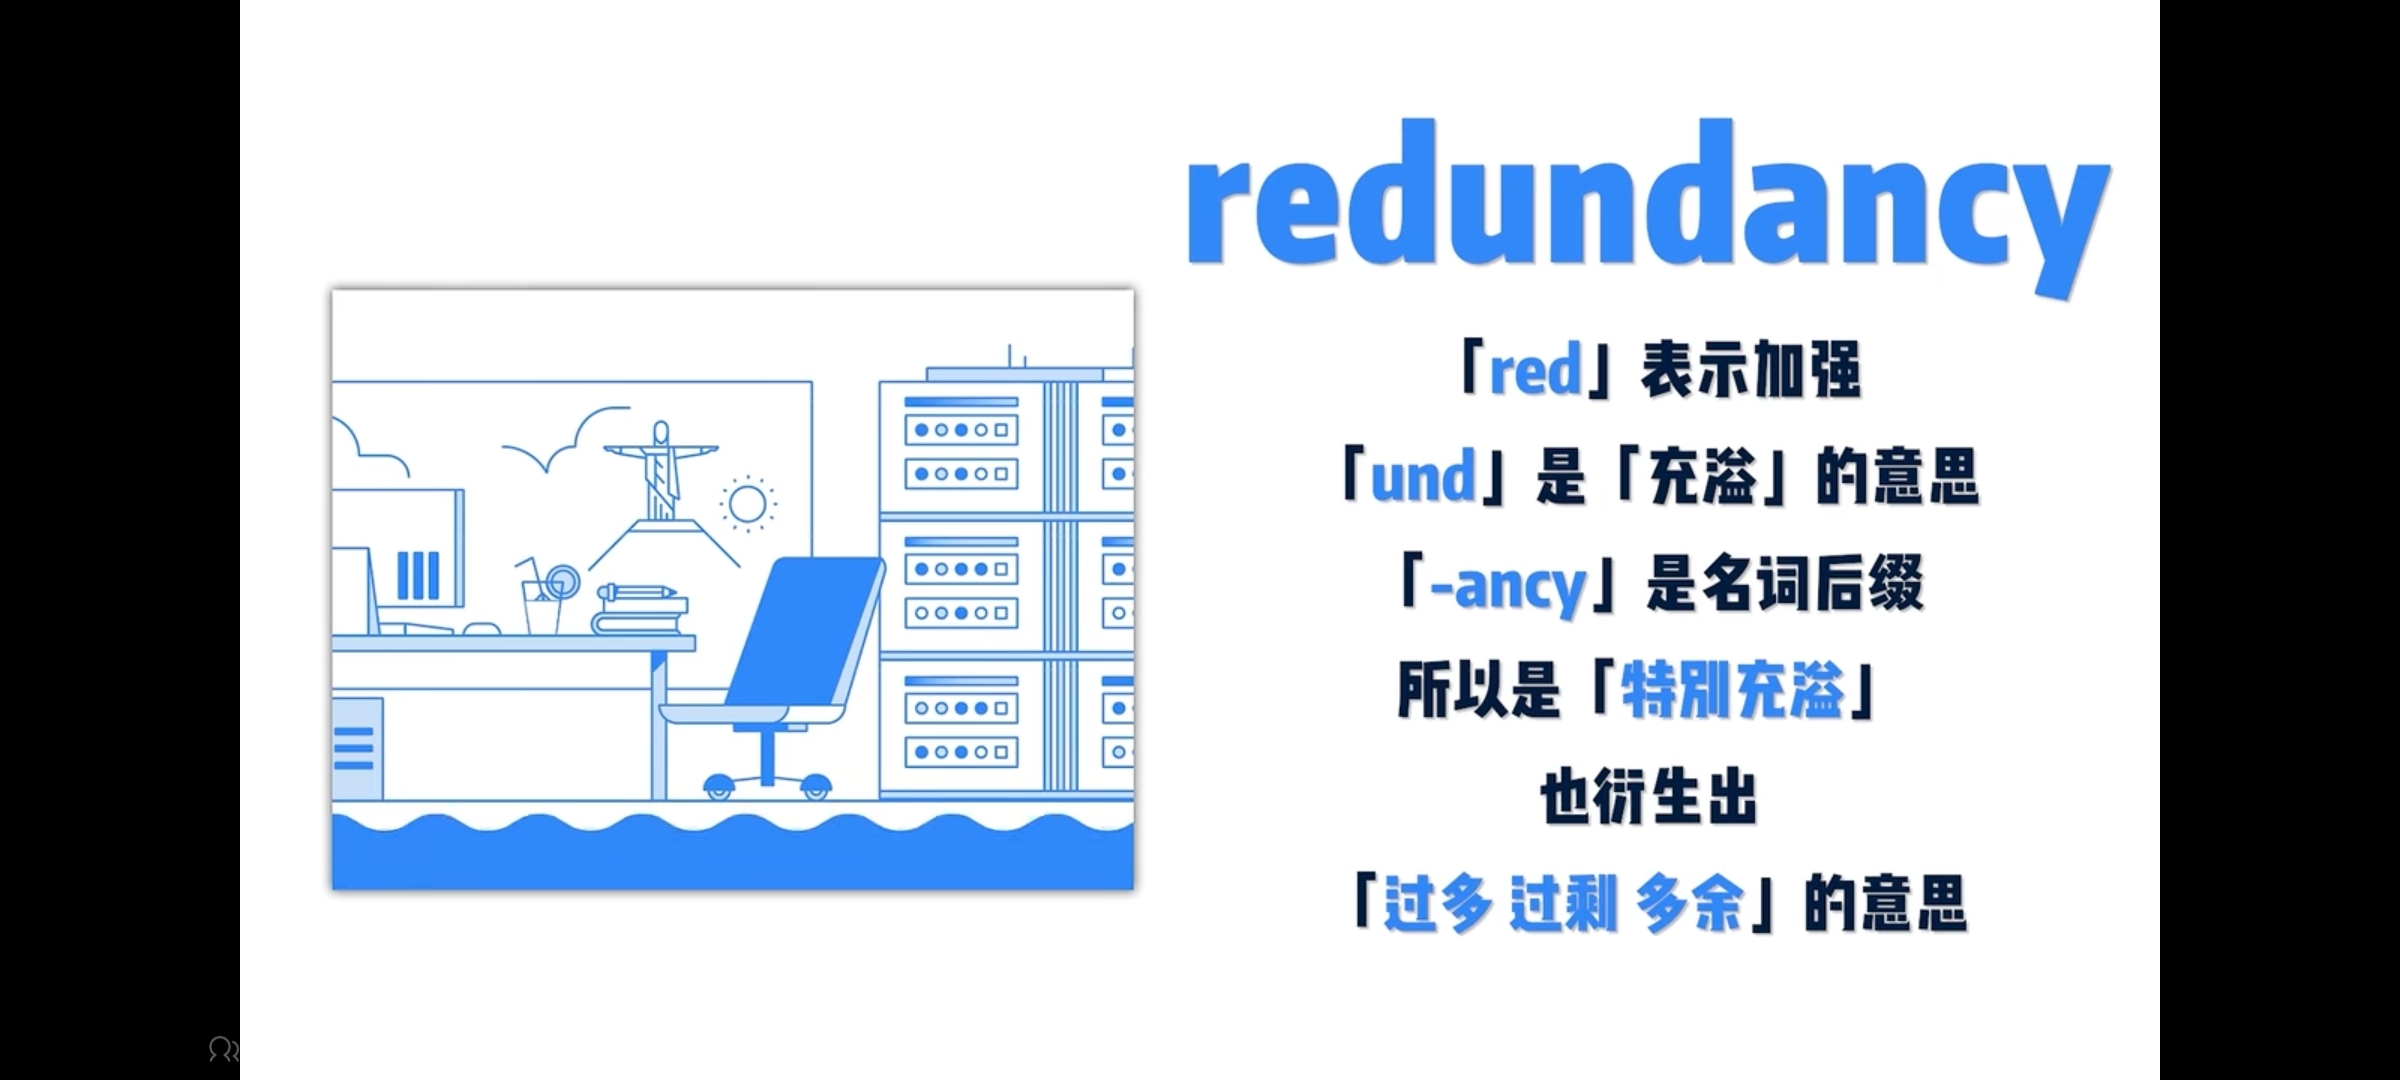 redundancy
「red」表示加强
「und」是「充溢」的意思
「-ancy」是名词后缀
所以是「特别充溢」
也衍生出
「过多 过剩 多余」的意思